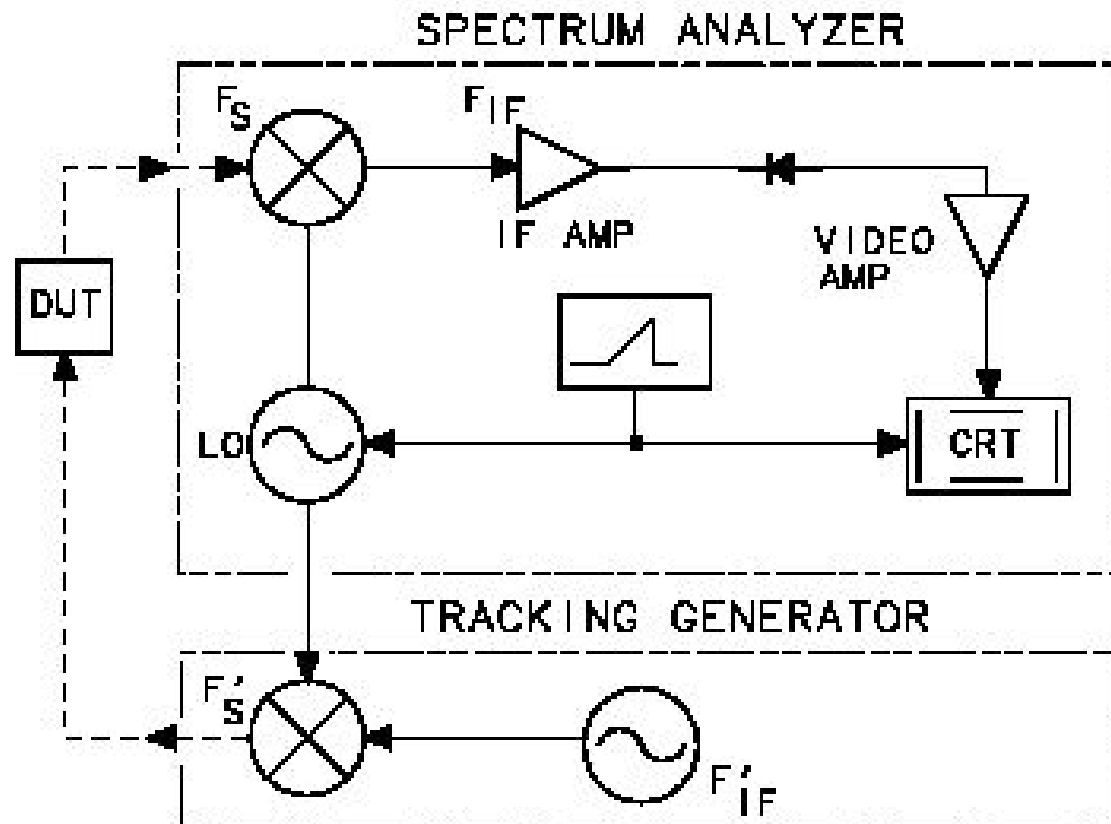 SPECTRUM ANALYZER
FS
FIF
IF AMP
VIDEO
AMP
DUT
LO
CRT
TRACKING GENERATOR
F'S
F'IF